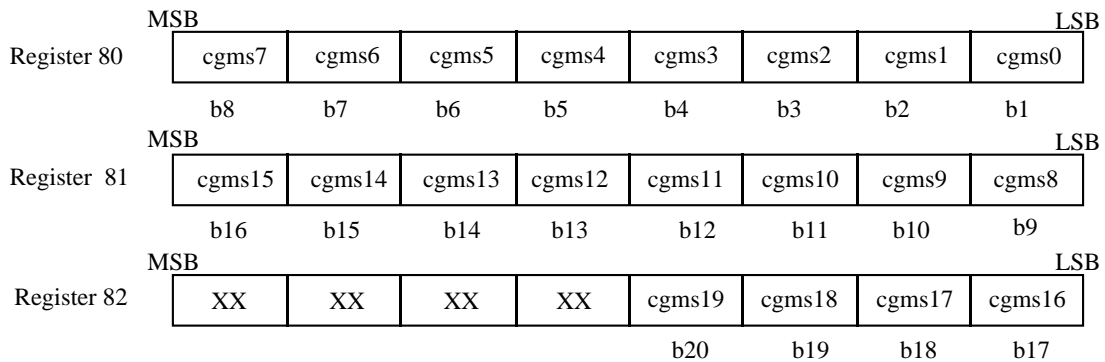 MSB LSB
Register 80 cgms7 cgms6 cgms5 cgms4 cgms3 cgms2 cgms1 cgms0
b8 b7 b6 b5 b4 b3 b2 b1
MSB LSB
Register 81 cgms15 cgms14 cgms13 cgms12 cgms11 cgms10 cgms9 cgms8
b16 b15 b14 b13 b12 b11 b10 b9
MSB LSB
Register 82 XX XX XX XX cgms19 cgms18 cgms17 cgms16
b20 b19 b18 b17